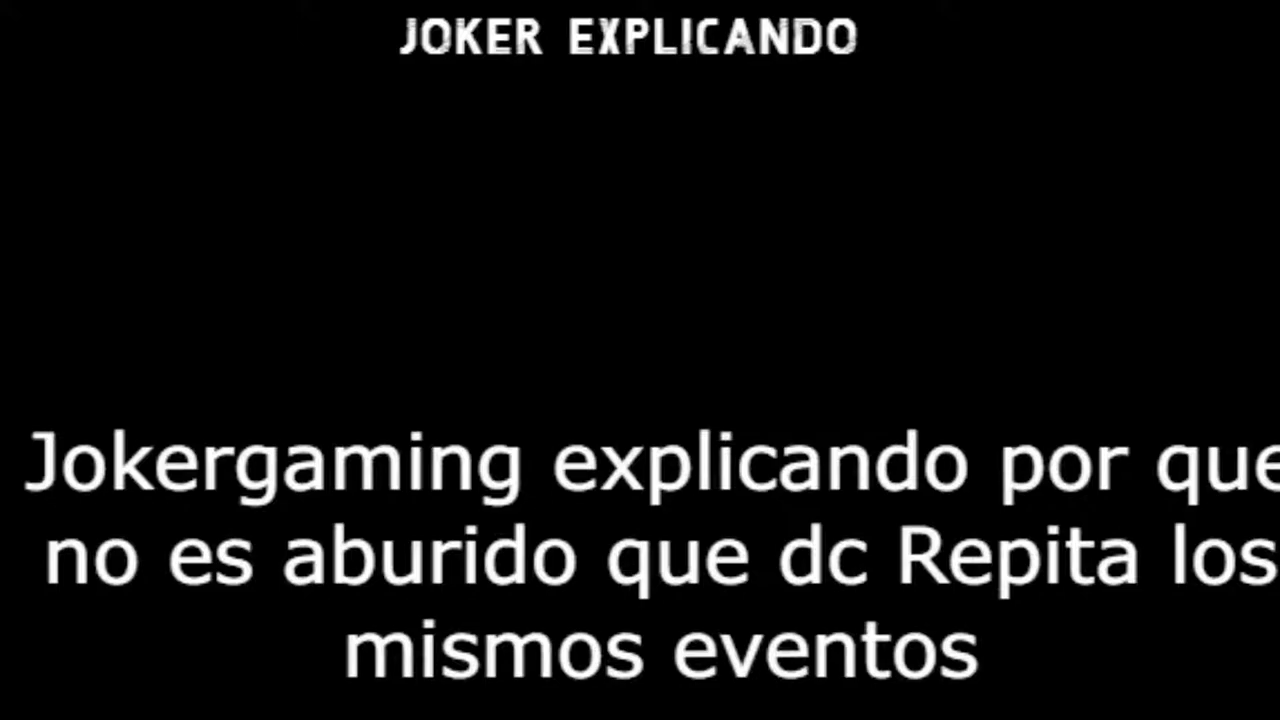 JOKER EXPLICANDO
Jokergaming explicando por que
no es aburido que dc Repita los
mismos eventos